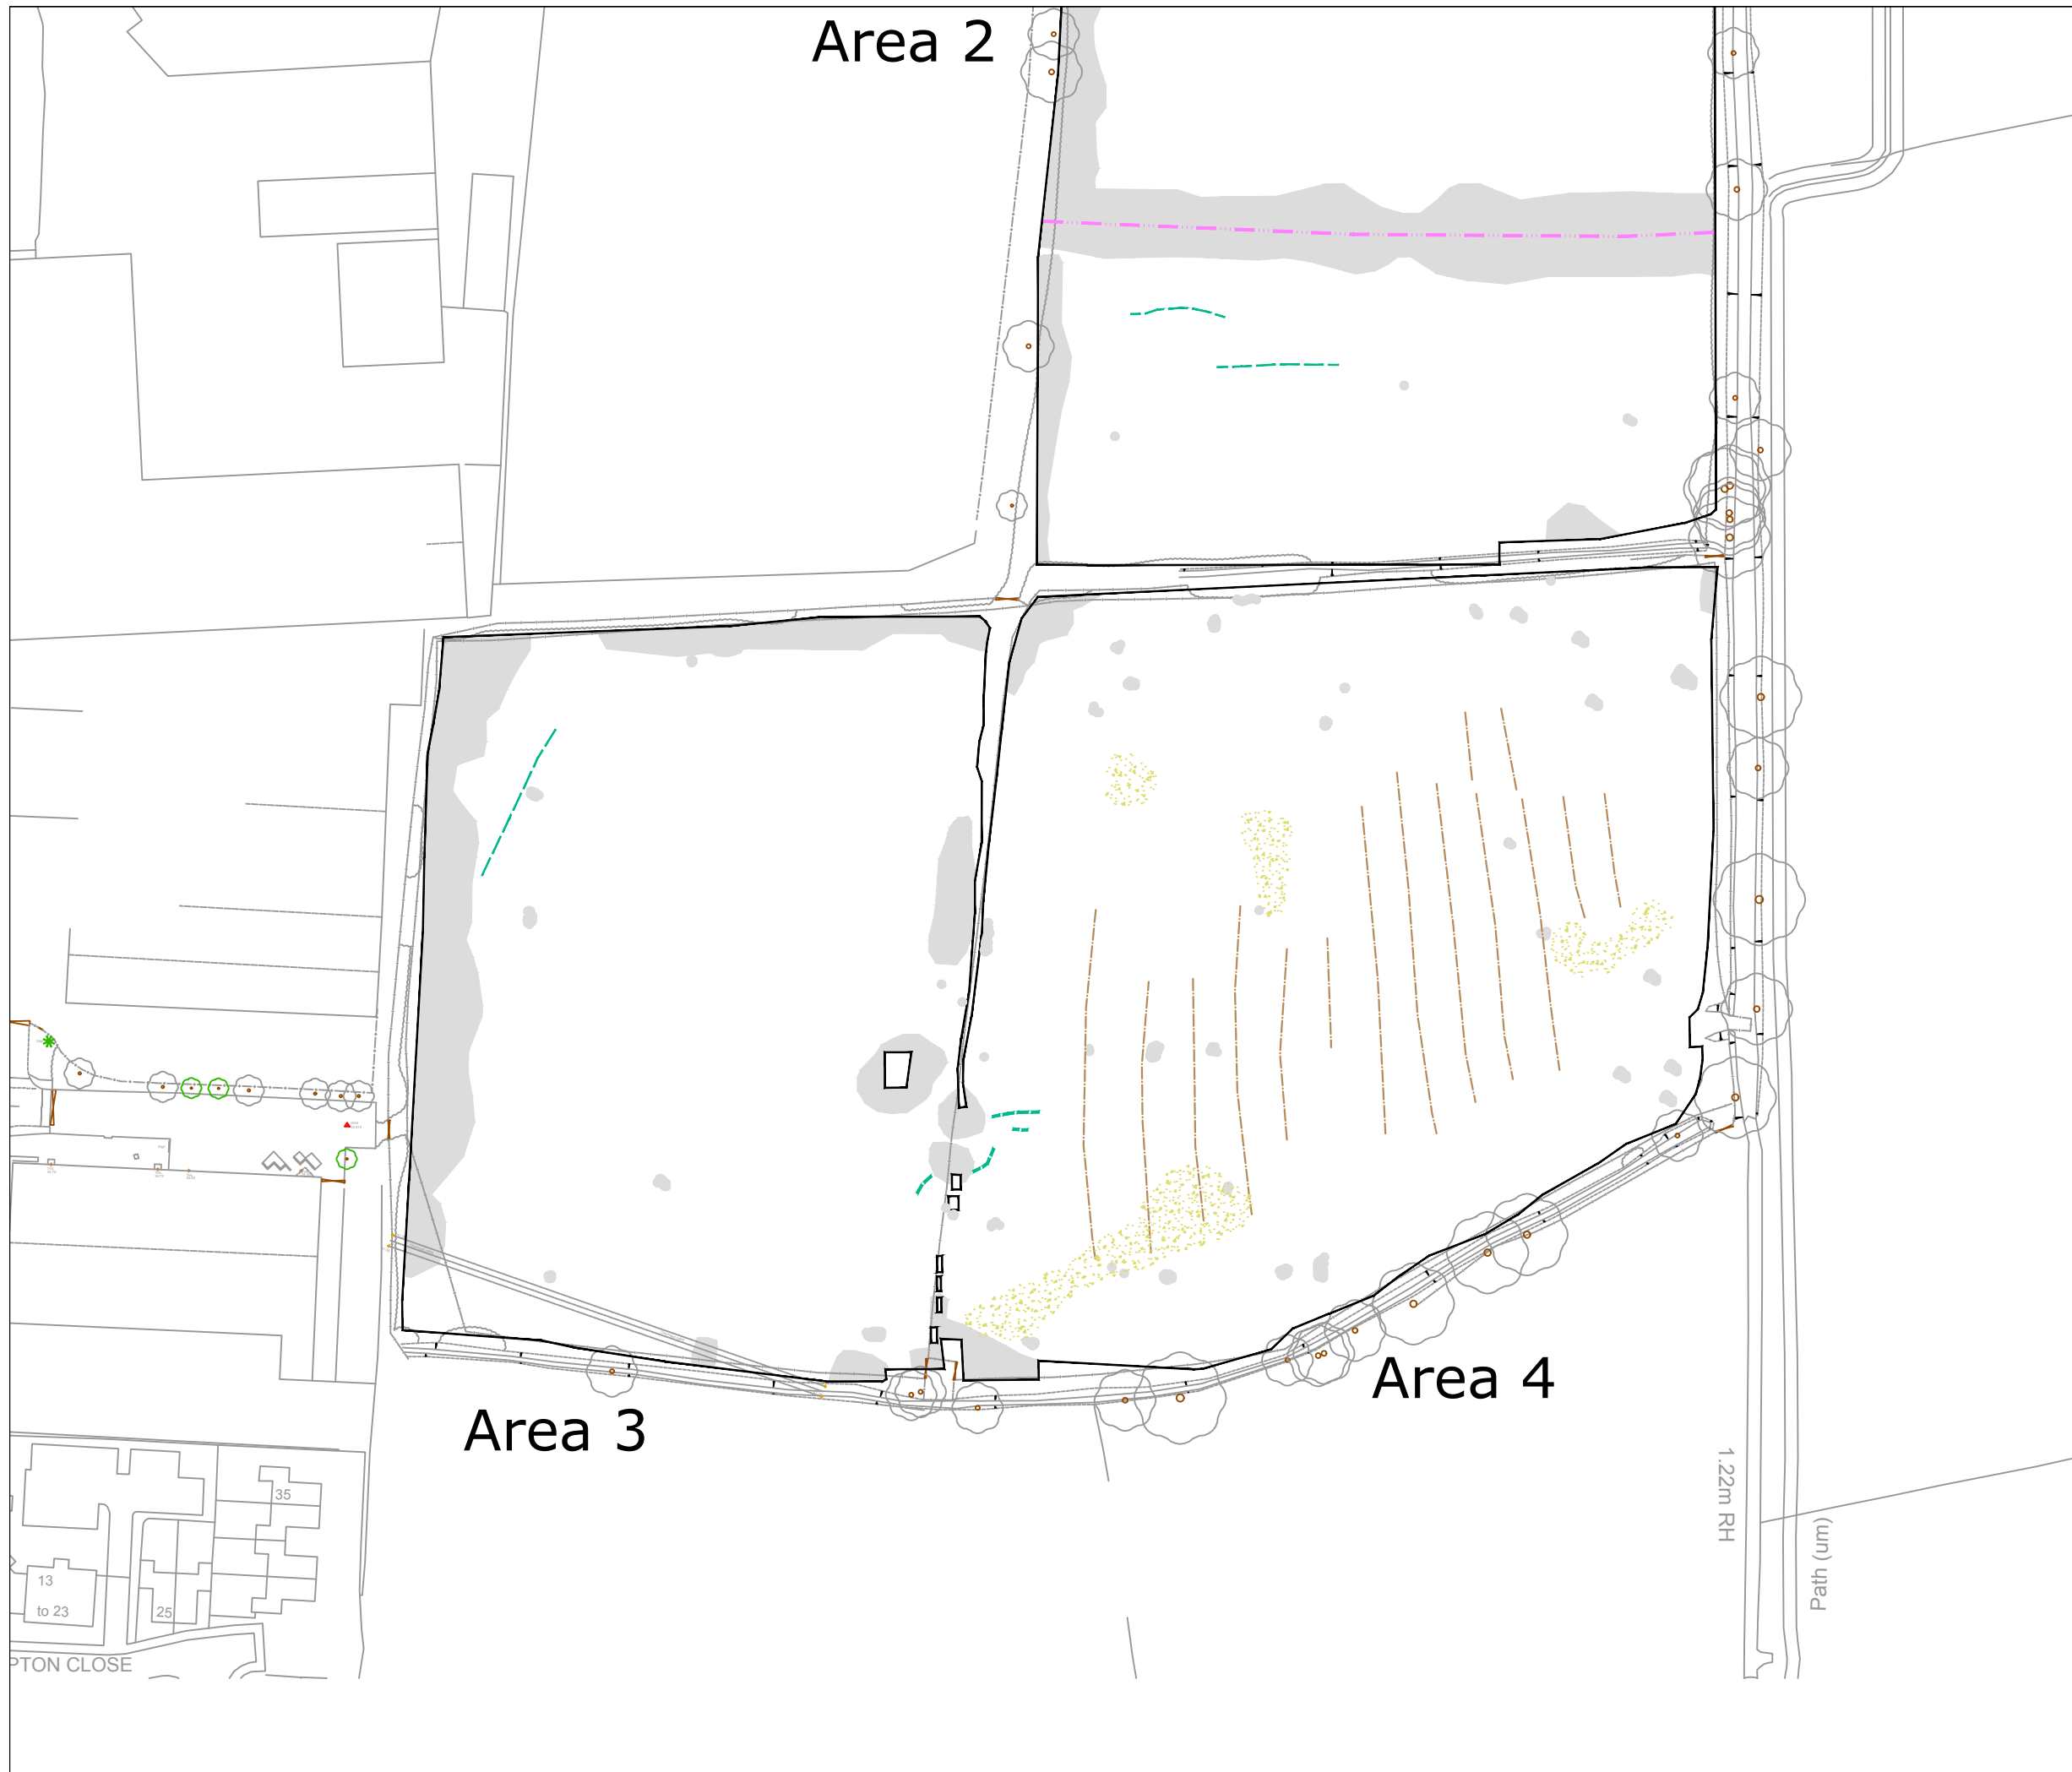 Area 2
Area 4
Area 3
1.22m RH
Path (um)
35
13
to 23
25
PTON CLOSE